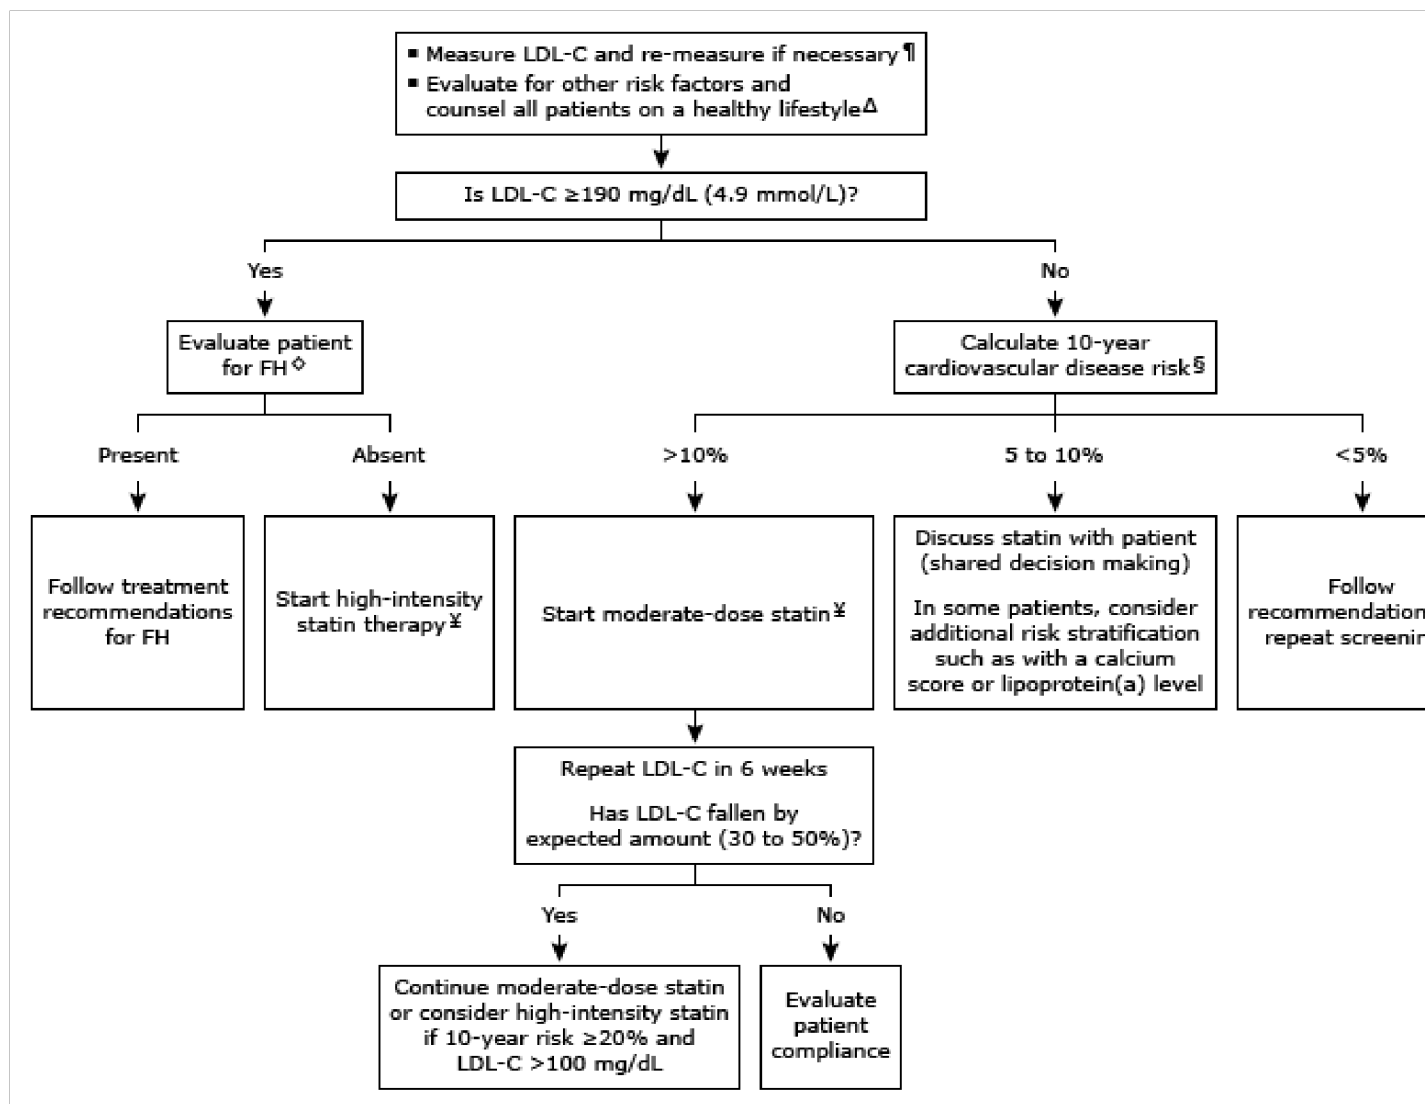 ▪ Measure LDL-C and re-measure if necessary¶
▪ Evaluate for other risk factors and
counsel all patients on a healthy lifestyleΔ
Is LDL-C ≥190 mg/dL (4.9 mmol/L)?
Yes
No
Evaluate patient
for FH◇
Calculate 10-year
cardiovascular disease risk§
Present
Absent
>10%
5 to 10%
<5%
Follow treatment
recommendations
for FH
Start high-intensity
statin therapy¥
Start moderate-dose statin¥
Discuss statin with patient
(shared decision making)
In some patients, consider
additional risk stratification
such as with a calcium
score or lipoprotein(a) level
Follow
recommendation
repeat screenin
Repeat LDL-C in 6 weeks
Has LDL-C fallen by
expected amount (30 to 50%)?
Yes
No
Continue moderate-dose statin
or consider high-intensity statin
if 10-year risk ≥20% and
LDL-C >100 mg/dL
Evaluate
patient
compliance